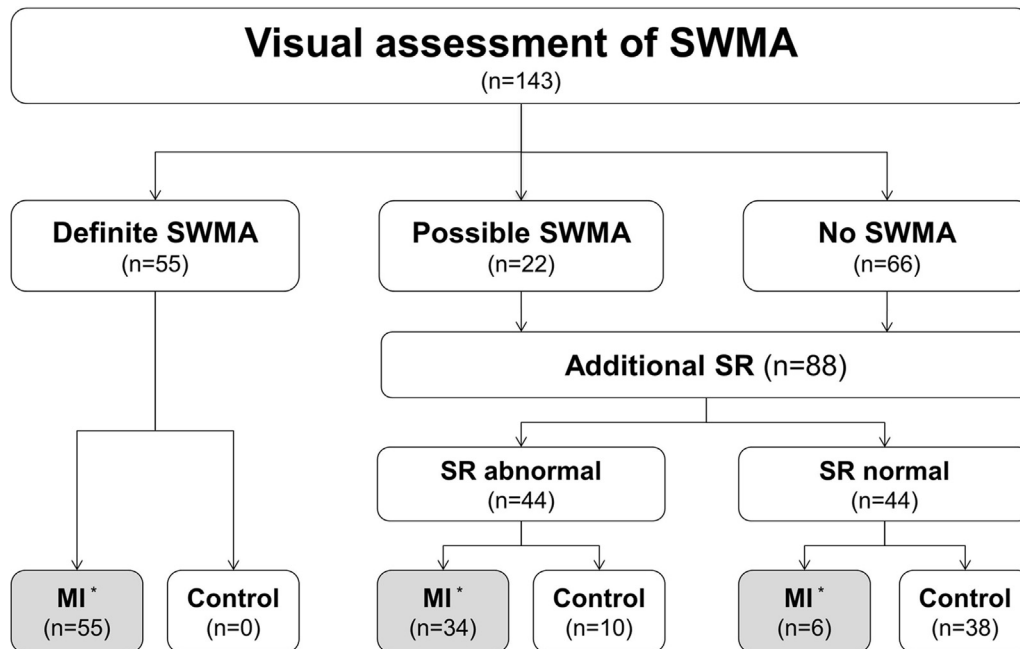 Visual assessment of SWMA
(n=143)
Definite SWMA
(n=55)
Possible SWMA
(n=22)
No SWMA
(n=66)
Additional SR (n=88)
SR abnormal
(n=44)
SR normal
(n=44)
MI *
(n=55)
Control
(n=0)
MI *
(n=34)
Control
(n=10)
MI *
(n=6)
Control
(n=38)